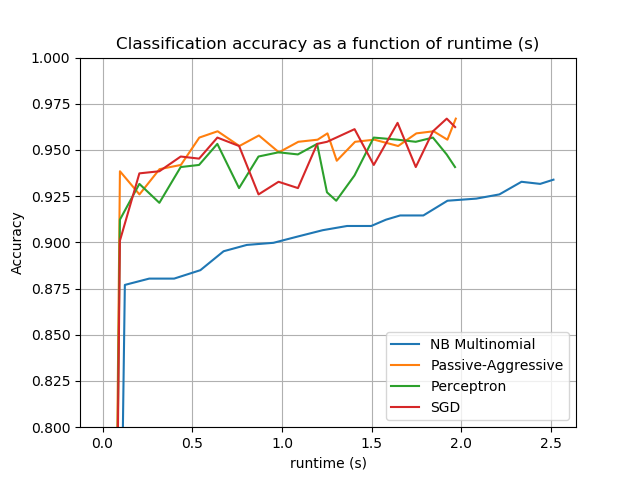 Classification accuracy as a function of runtime (s)
1.000
0.975
0.950
0.925
0.900
0.875
0.850
0.825
0.800
Accuracy
NB Multinomial
Passive-Aggressive
Perceptron
SGD
0.0 0.5 1.0 1.5 2.0 2.5
runtime (s)